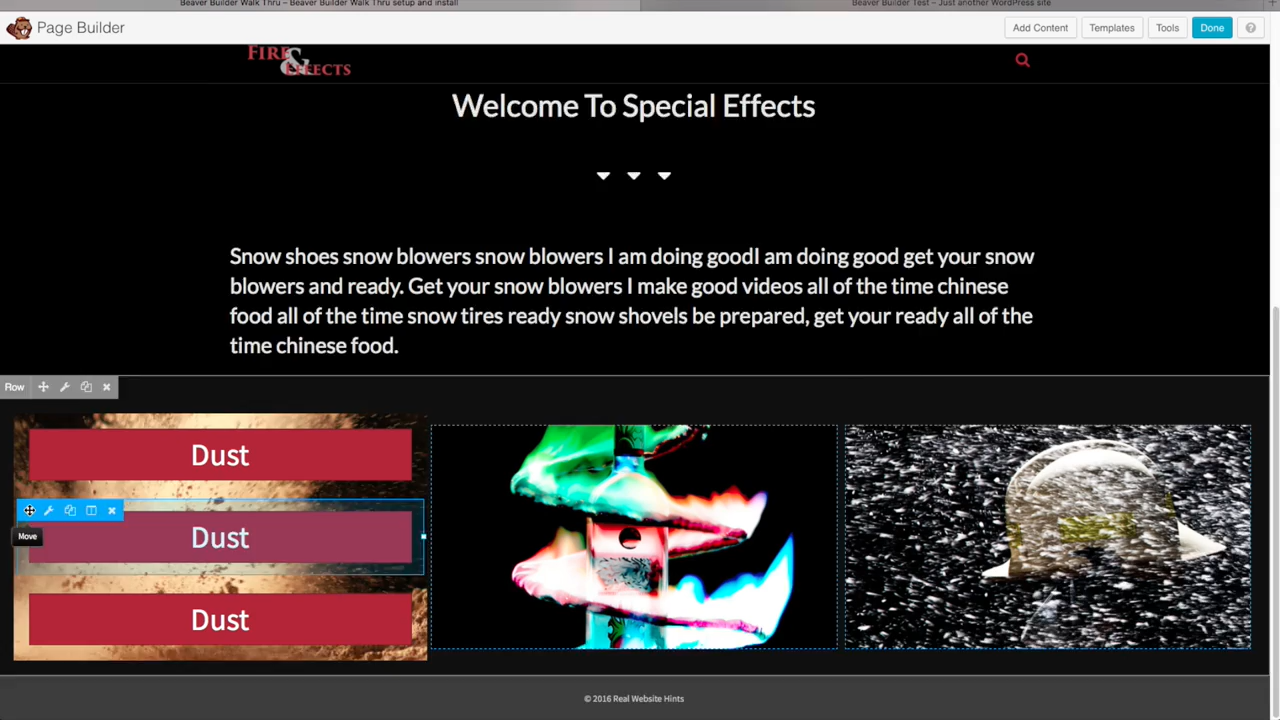 Beaver Builder Walk Thru – Beaver Builder Walk Thru setup and install
Beaver Builder Test – Just another WordPress site
Page Builder
Add Content
Templates
Tools
Done
?
FIRE
&
EFFECTS
Welcome To Special Effects
Snow shoes snow blowers snow blowers I am doing goodI am doing good get your snow
blowers and ready. Get your snow blowers I make good videos all of the time chinese
food all of the time snow tires ready snow shovels be prepared, get your ready all of the
time chinese food.
Row
Dust
Dust
Move
Dust
© 2016 Real Website Hints